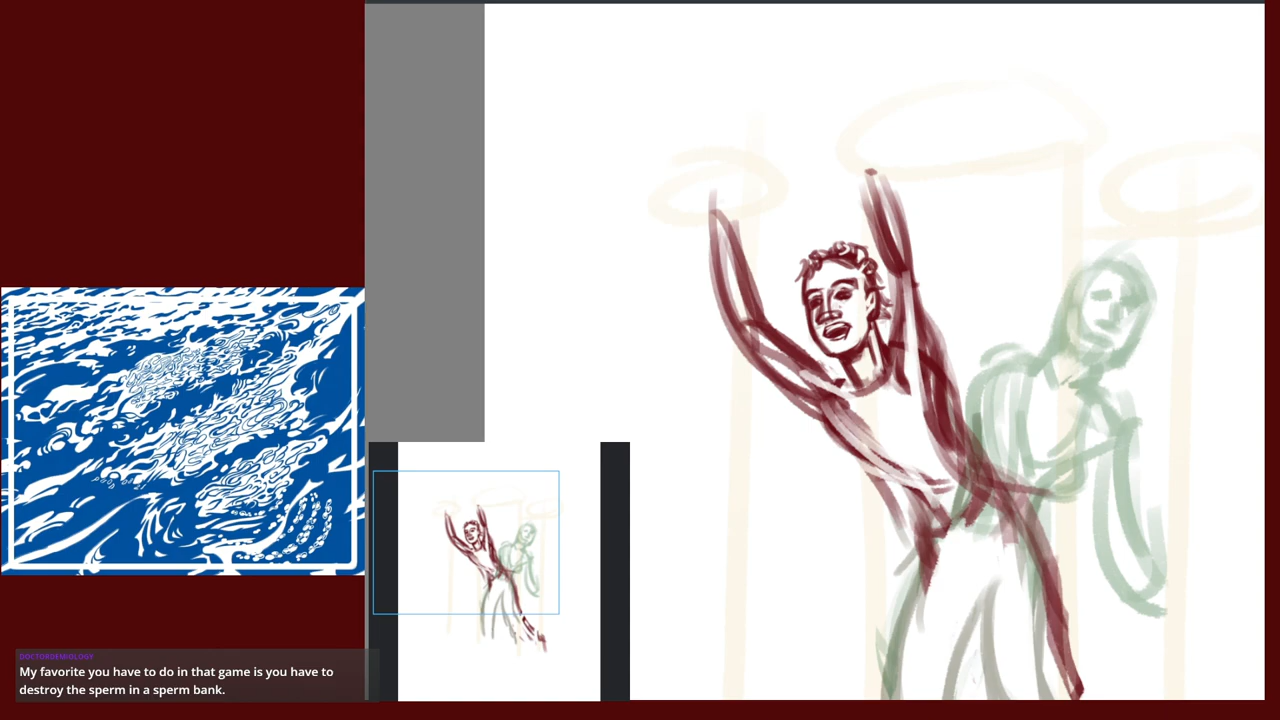 DOCTORDEMBOLOGY
My favorite you have to do in that game is you have to
destroy the sperm in a sperm bank.